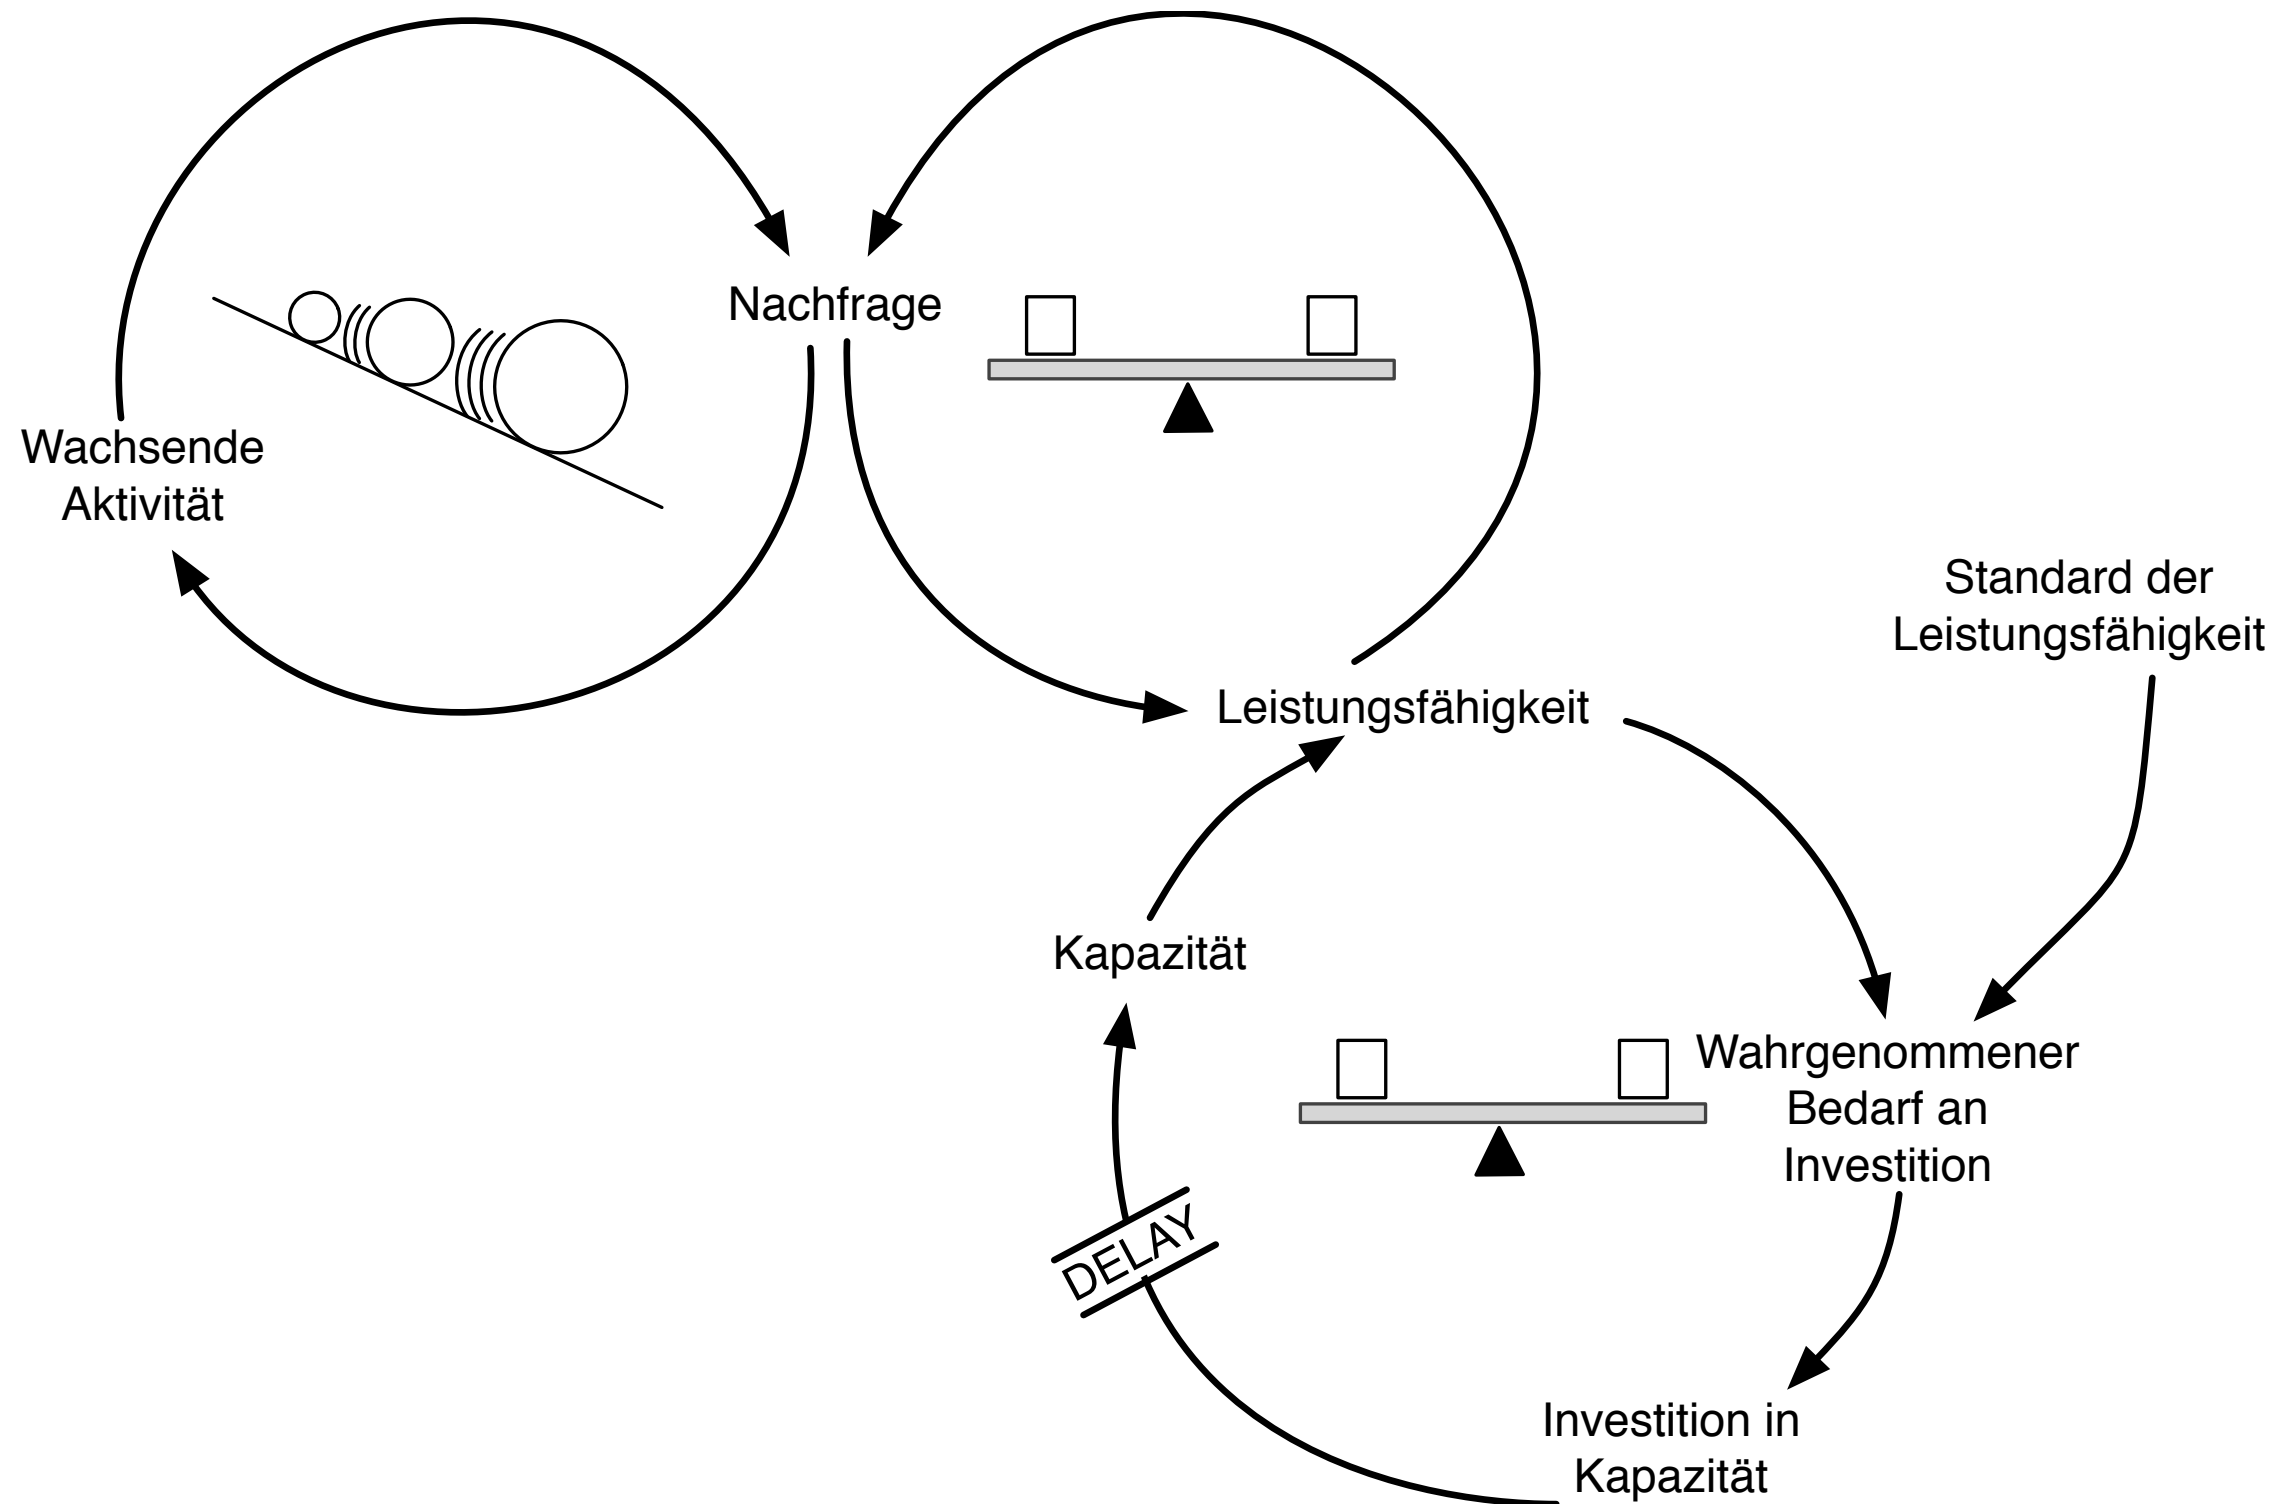 Nachfrage
Wachsende
Aktivität
Standard der
Leistungsfähigkeit
Leistungsfähigkeit
Kapazität
Wahrgenommener
Bedarf an
Investition
DELAY
Investition in
Kapazität